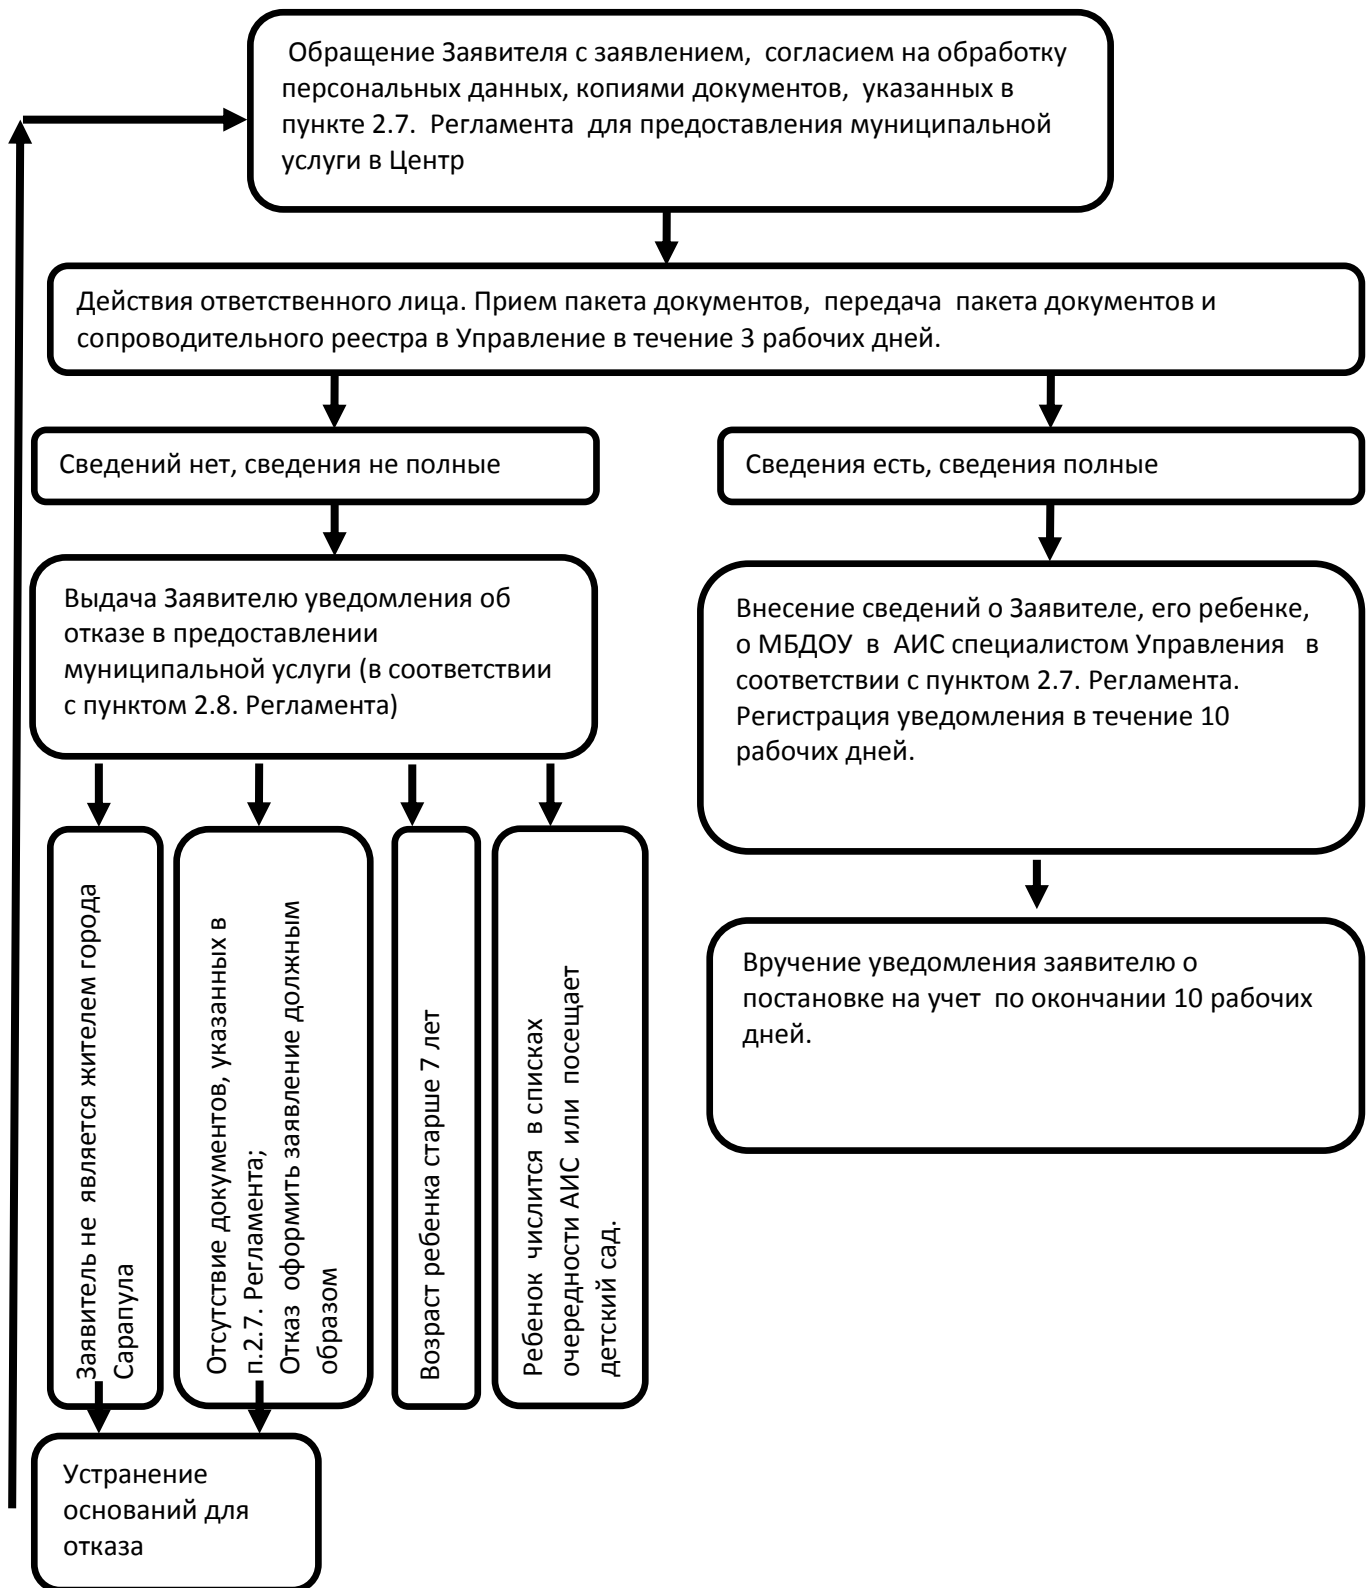 Обращение Заявителя с заявлением, согласием на обработку
персональных данных, копиями документов, указанных в
пункте 2.7. Регламента для предоставления муниципальной
услуги в Центр
Действия ответственного лица. Прием пакета документов, передача пакета документов и
сопроводительного реестра в Управление в течение 3 рабочих дней.
Сведений нет, сведения не полные
Сведения есть, сведения полные
Выдача Заявителю уведомления об
отказе в предоставлении
муниципальной услуги (в соответствии
с пунктом 2.8. Регламента)
Внесение сведений о Заявителе, его ребенке,
о МБДОУ в АИС специалистом Управления в
соответствии с пунктом 2.7. Регламента.
Регистрация уведомления в течение 10
рабочих дней.
Заявитель не является жителем города
Сарапула
Отсутствие документов, указанных в
п.2.7. Регламента;
Отказ оформить заявление должным
образом
Возраст ребенка старше 7 лет
Ребенок числится в списках
очередности АИС или посещает
детский сад.
Вручение уведомления заявителю о
постановке на учет по окончании 10 рабочих
дней.
Устранение
оснований для
отказа